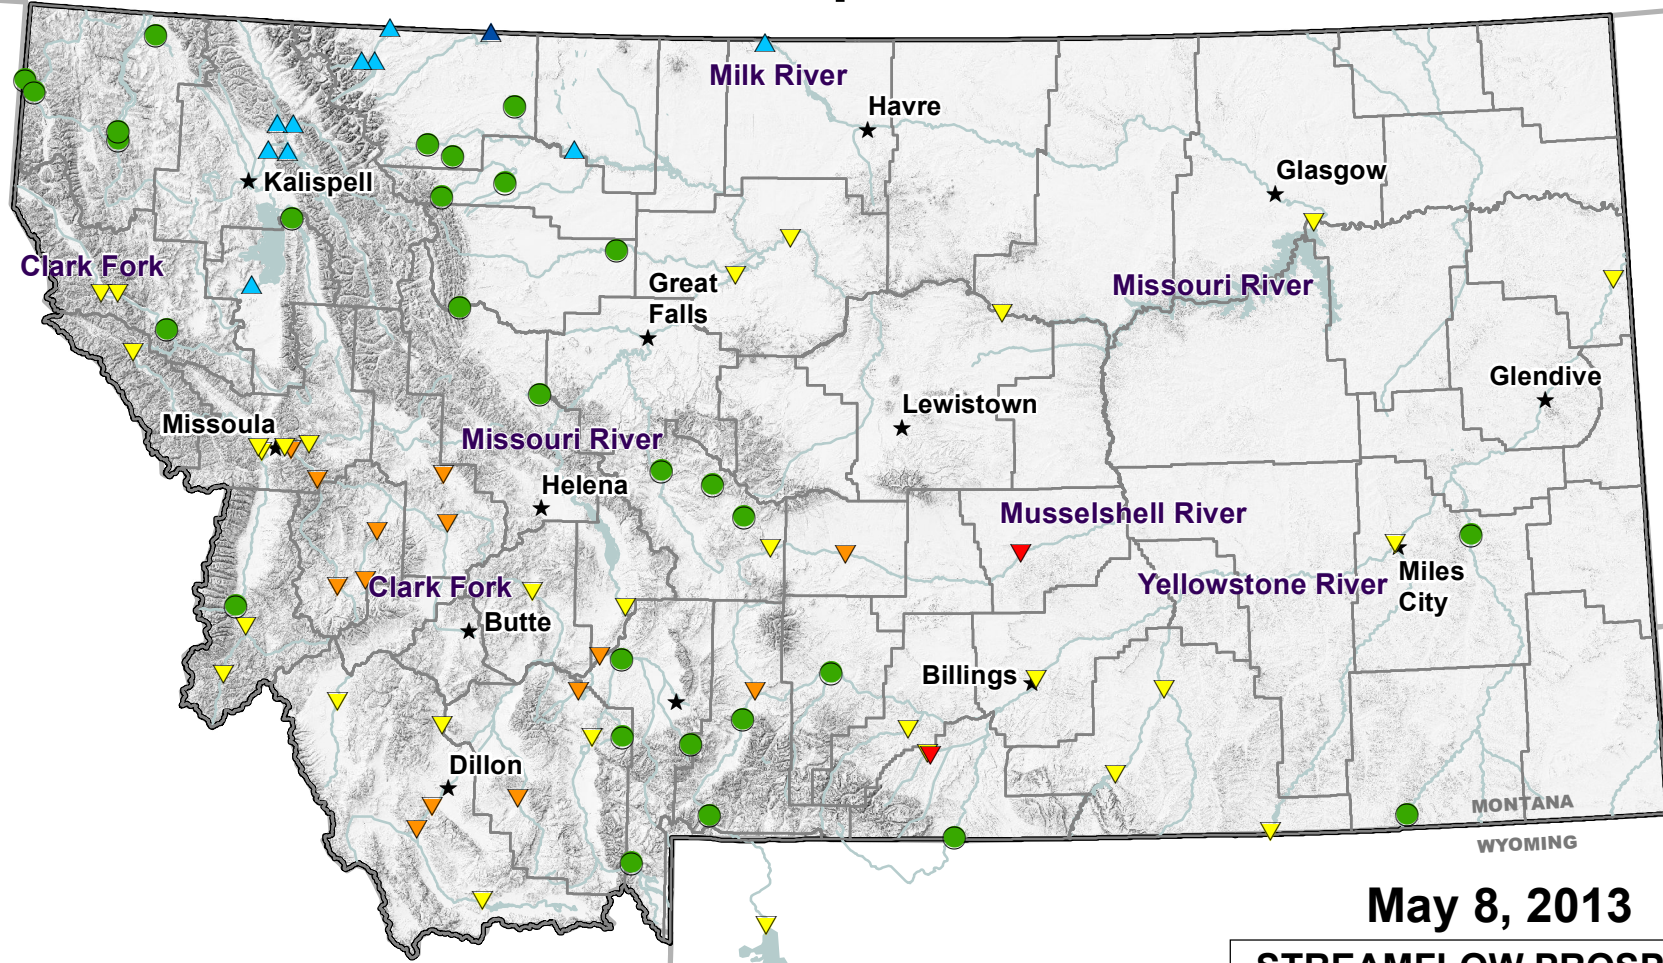 Milk River
Havre
Glasgow
Kalispell
Clark Fork
Great
Falls
Missouri River
Glendive
Lewistown
Missoula
Missouri River
Helena
Musselshell River
Clark Fork
Yellowstone River
Miles
City
Butte
Billings
Dillon
MONTANA
WYOMING
May 8, 2013